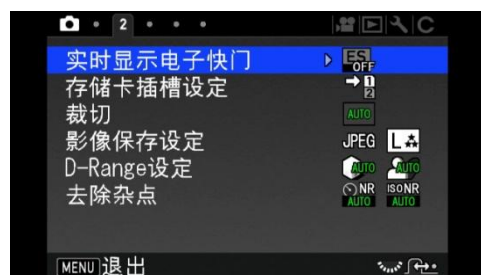 2 C
实时显示电子快门 ES OFF
存储卡插槽设定 1 2
裁切 AUTO
影像保存设定 JPEG L
D-Range设定 AUTO AUTO
去除杂点 NR AUTO ISO NR AUTO
MENU 退出